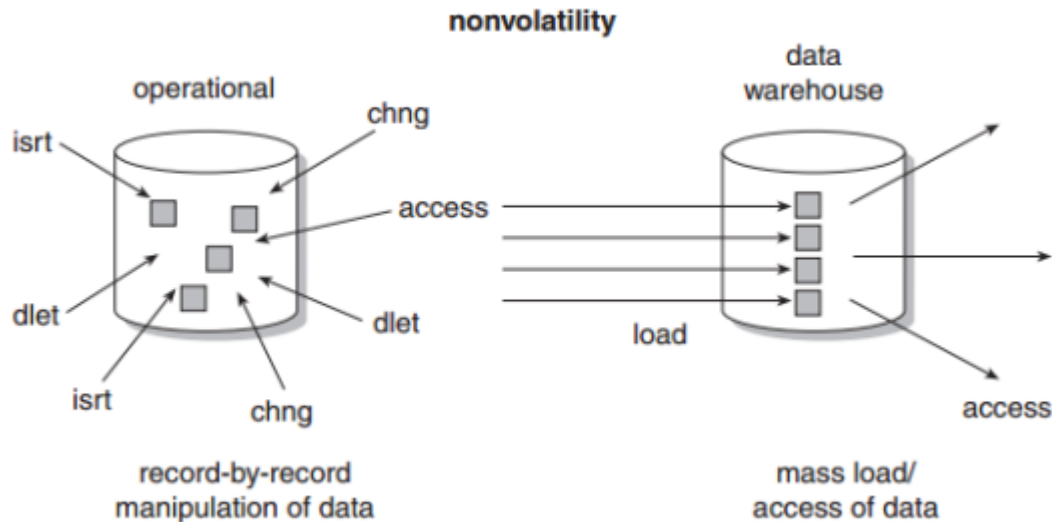 nonvolatility
operational
isrt
chng
access
dlet
dlet
isrt
chng
record-by-record
manipulation of data
data
warehouse
load
access
mass load/
access of data